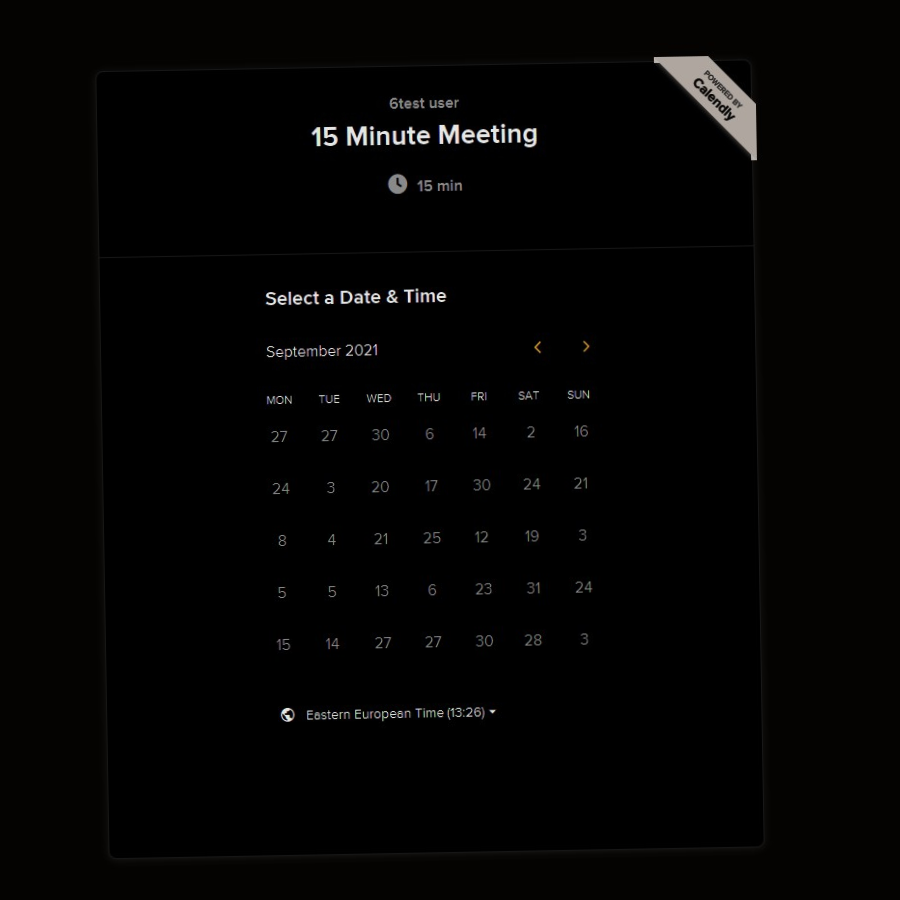 POWERED BY
Calendly
6test user
15 Minute Meeting
15 min
Select a Date & Time
September 2021
MON TUE WED THU FRI SAT SUN
27 27 30 6 14 2 16
24 3 20 17 30 24 21
8 4 21 25 12 19 3
5 5 13 6 23 31 24
15 14 27 27 30 28 3
Eastern European Time (13:26)